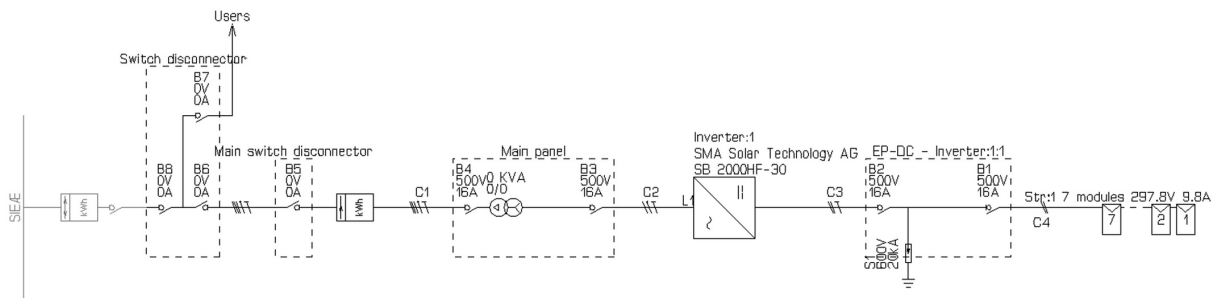 Users
Switch disconnector
B7
0V
0A
B8
0V
0A
B6
0V
0A
Main switch disconnector
B5
0V
0A
kWh
kWh
C1
Main panel
B4
500V
16A
0 KVA
0/0
B3
500V
16A
C2
Inverter:1
SMA Solar Technology AG
SB 2000HF-30
L1
C3
EP-DC - Inverter:1:1
B2
500V
16A
B1
500V
16A
S1
600V
20kA
Str:1 7 modules 297.8V 9.8A
C4
7
2
1